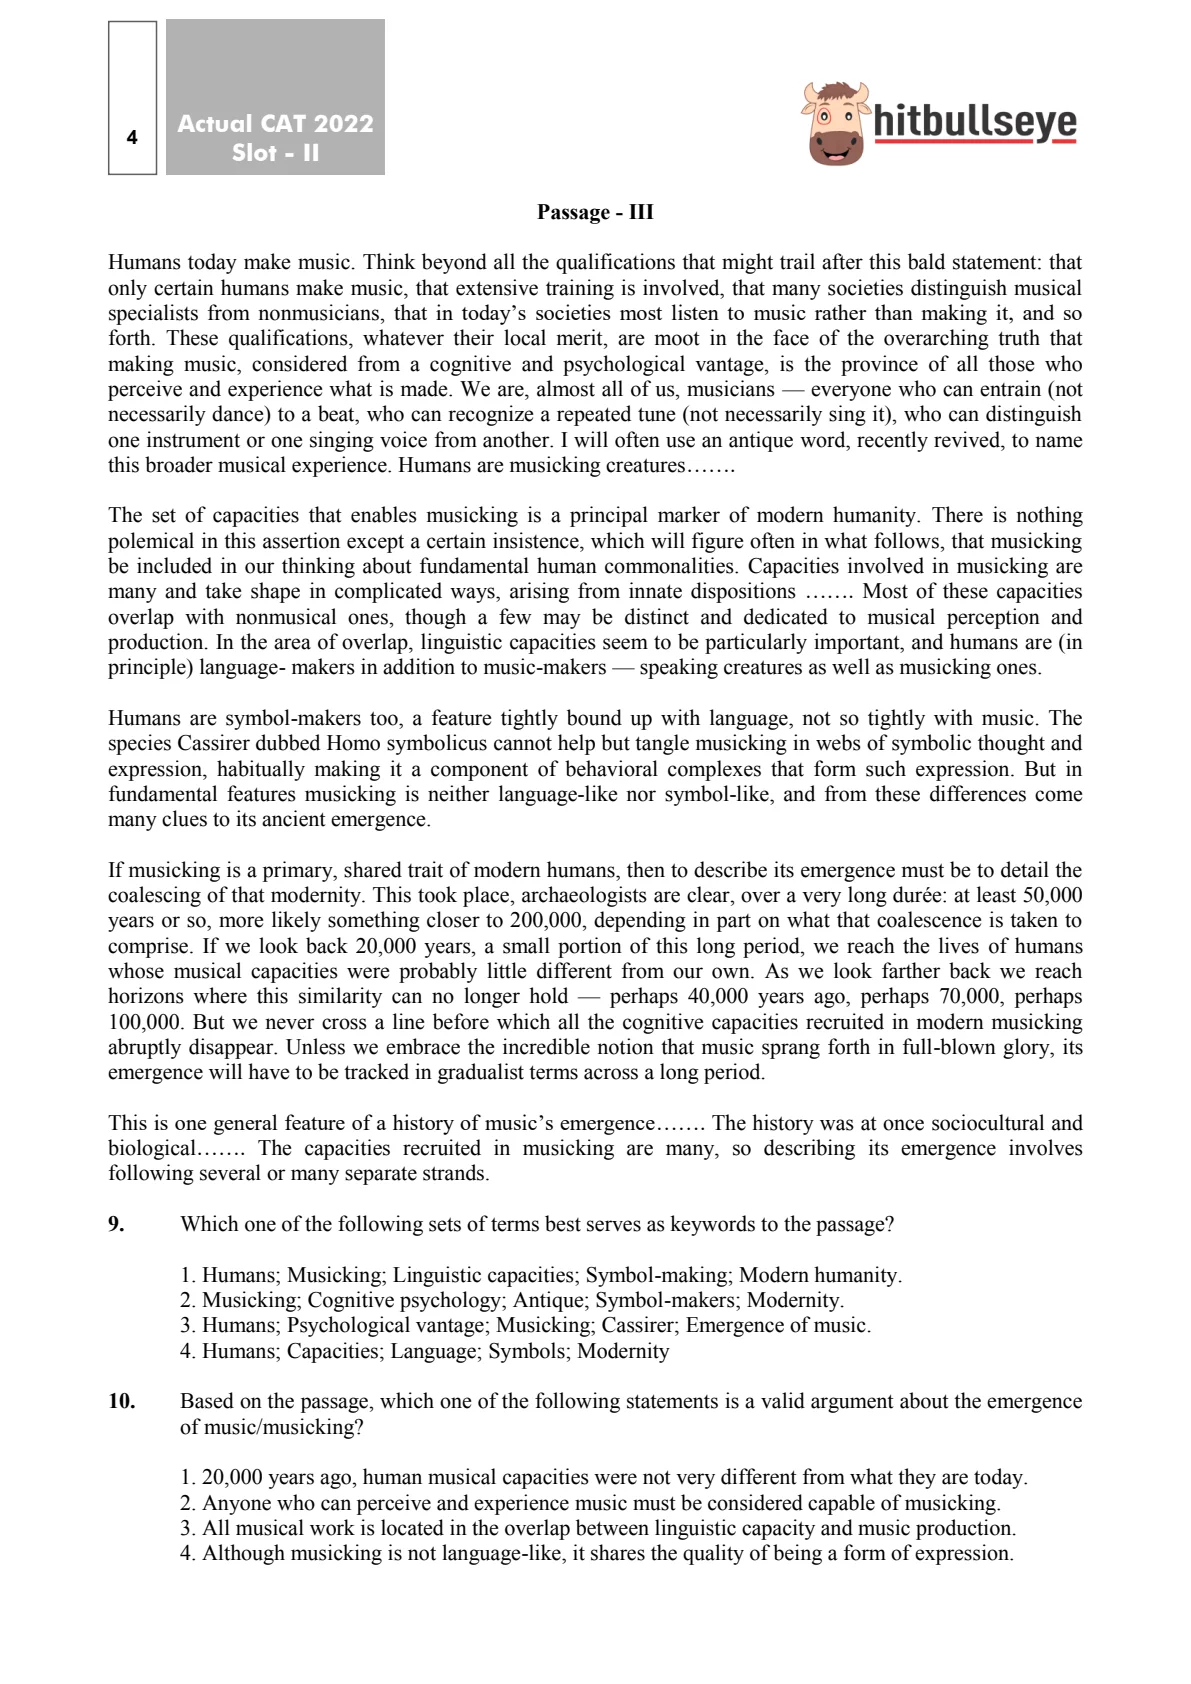 4
Actual CAT 2022
Slot - II
hitbullseye
Passage - III
Humans today make music. Think beyond all the qualifications that might trail after this bald statement: that
only certain humans make music, that extensive training is involved, that many societies distinguish musical
specialists from nonmusicians, that in today’s societies most listen to music rather than making it, and so
forth. These qualifications, whatever their local merit, are moot in the face of the overarching truth that
making music, considered from a cognitive and psychological vantage, is the province of all those who
perceive and experience what is made. We are, almost all of us, musicians — everyone who can entrain (not
necessarily dance) to a beat, who can recognize a repeated tune (not necessarily sing it), who can distinguish
one instrument or one singing voice from another. I will often use an antique word, recently revived, to name
this broader musical experience. Humans are musicking creatures…….
The set of capacities that enables musicking is a principal marker of modern humanity. There is nothing
polemical in this assertion except a certain insistence, which will figure often in what follows, that musicking
be included in our thinking about fundamental human commonalities. Capacities involved in musicking are
many and take shape in complicated ways, arising from innate dispositions ……. Most of these capacities
overlap with nonmusical ones, though a few may be distinct and dedicated to musical perception and
production. In the area of overlap, linguistic capacities seem to be particularly important, and humans are (in
principle) language- makers in addition to music-makers — speaking creatures as well as musicking ones.
Humans are symbol-makers too, a feature tightly bound up with language, not so tightly with music. The
species Cassirer dubbed Homo symbolicus cannot help but tangle musicking in webs of symbolic thought and
expression, habitually making it a component of behavioral complexes that form such expression. But in
fundamental features musicking is neither language-like nor symbol-like, and from these differences come
many clues to its ancient emergence.
If musicking is a primary, shared trait of modern humans, then to describe its emergence must be to detail the
coalescing of that modernity. This took place, archaeologists are clear, over a very long durée: at least 50,000
years or so, more likely something closer to 200,000, depending in part on what that coalescence is taken to
comprise. If we look back 20,000 years, a small portion of this long period, we reach the lives of humans
whose musical capacities were probably little different from our own. As we look farther back we reach
horizons where this similarity can no longer hold — perhaps 40,000 years ago, perhaps 70,000, perhaps
100,000. But we never cross a line before which all the cognitive capacities recruited in modern musicking
abruptly disappear. Unless we embrace the incredible notion that music sprang forth in full-blown glory, its
emergence will have to be tracked in gradualist terms across a long period.
This is one general feature of a history of music’s emergence……. The history was at once sociocultural and
biological……. The capacities recruited in musicking are many, so describing its emergence involves
following several or many separate strands.
9. Which one of the following sets of terms best serves as keywords to the passage?
1. Humans; Musicking; Linguistic capacities; Symbol-making; Modern humanity.
2. Musicking; Cognitive psychology; Antique; Symbol-makers; Modernity.
3. Humans; Psychological vantage; Musicking; Cassirer; Emergence of music.
4. Humans; Capacities; Language; Symbols; Modernity
10. Based on the passage, which one of the following statements is a valid argument about the emergence
of music/musicking?
1. 20,000 years ago, human musical capacities were not very different from what they are today.
2. Anyone who can perceive and experience music must be considered capable of musicking.
3. All musical work is located in the overlap between linguistic capacity and music production.
4. Although musicking is not language-like, it shares the quality of being a form of expression.